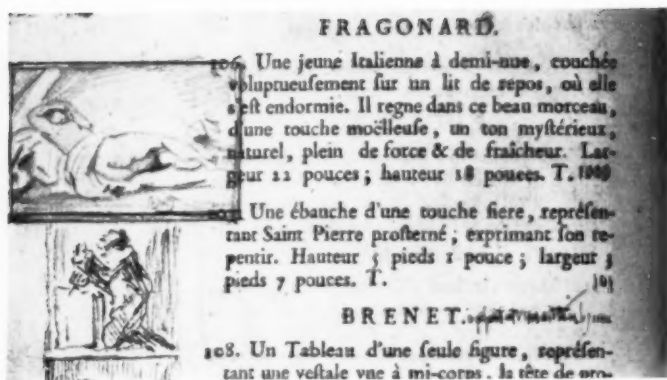 FRAGONARD.
206. Une jeune Italienne à demi-nue, couchée
voluptueuſement ſur un lit de repos, où elle
s'eſt endormie. Il regne dans ce beau morceau,
d'une touche moëlleuſe, un ton myſtérieux,
naturel, plein de force & de fraîcheur. Lar-
geur 22 pouces; hauteur 18 pouces. T.
Une ébauche d'une touche fiere, repréſen-
tant Saint Pierre proſterné; exprimant ſon re-
pentir. Hauteur 5 pieds 1 pouce; largeur 3
pieds 7 pouces. T.
BRENET.
208. Un Tableau d'une ſeule figure, repréſen-
tant une veſtale vue à mi-corps, la tête de pro-